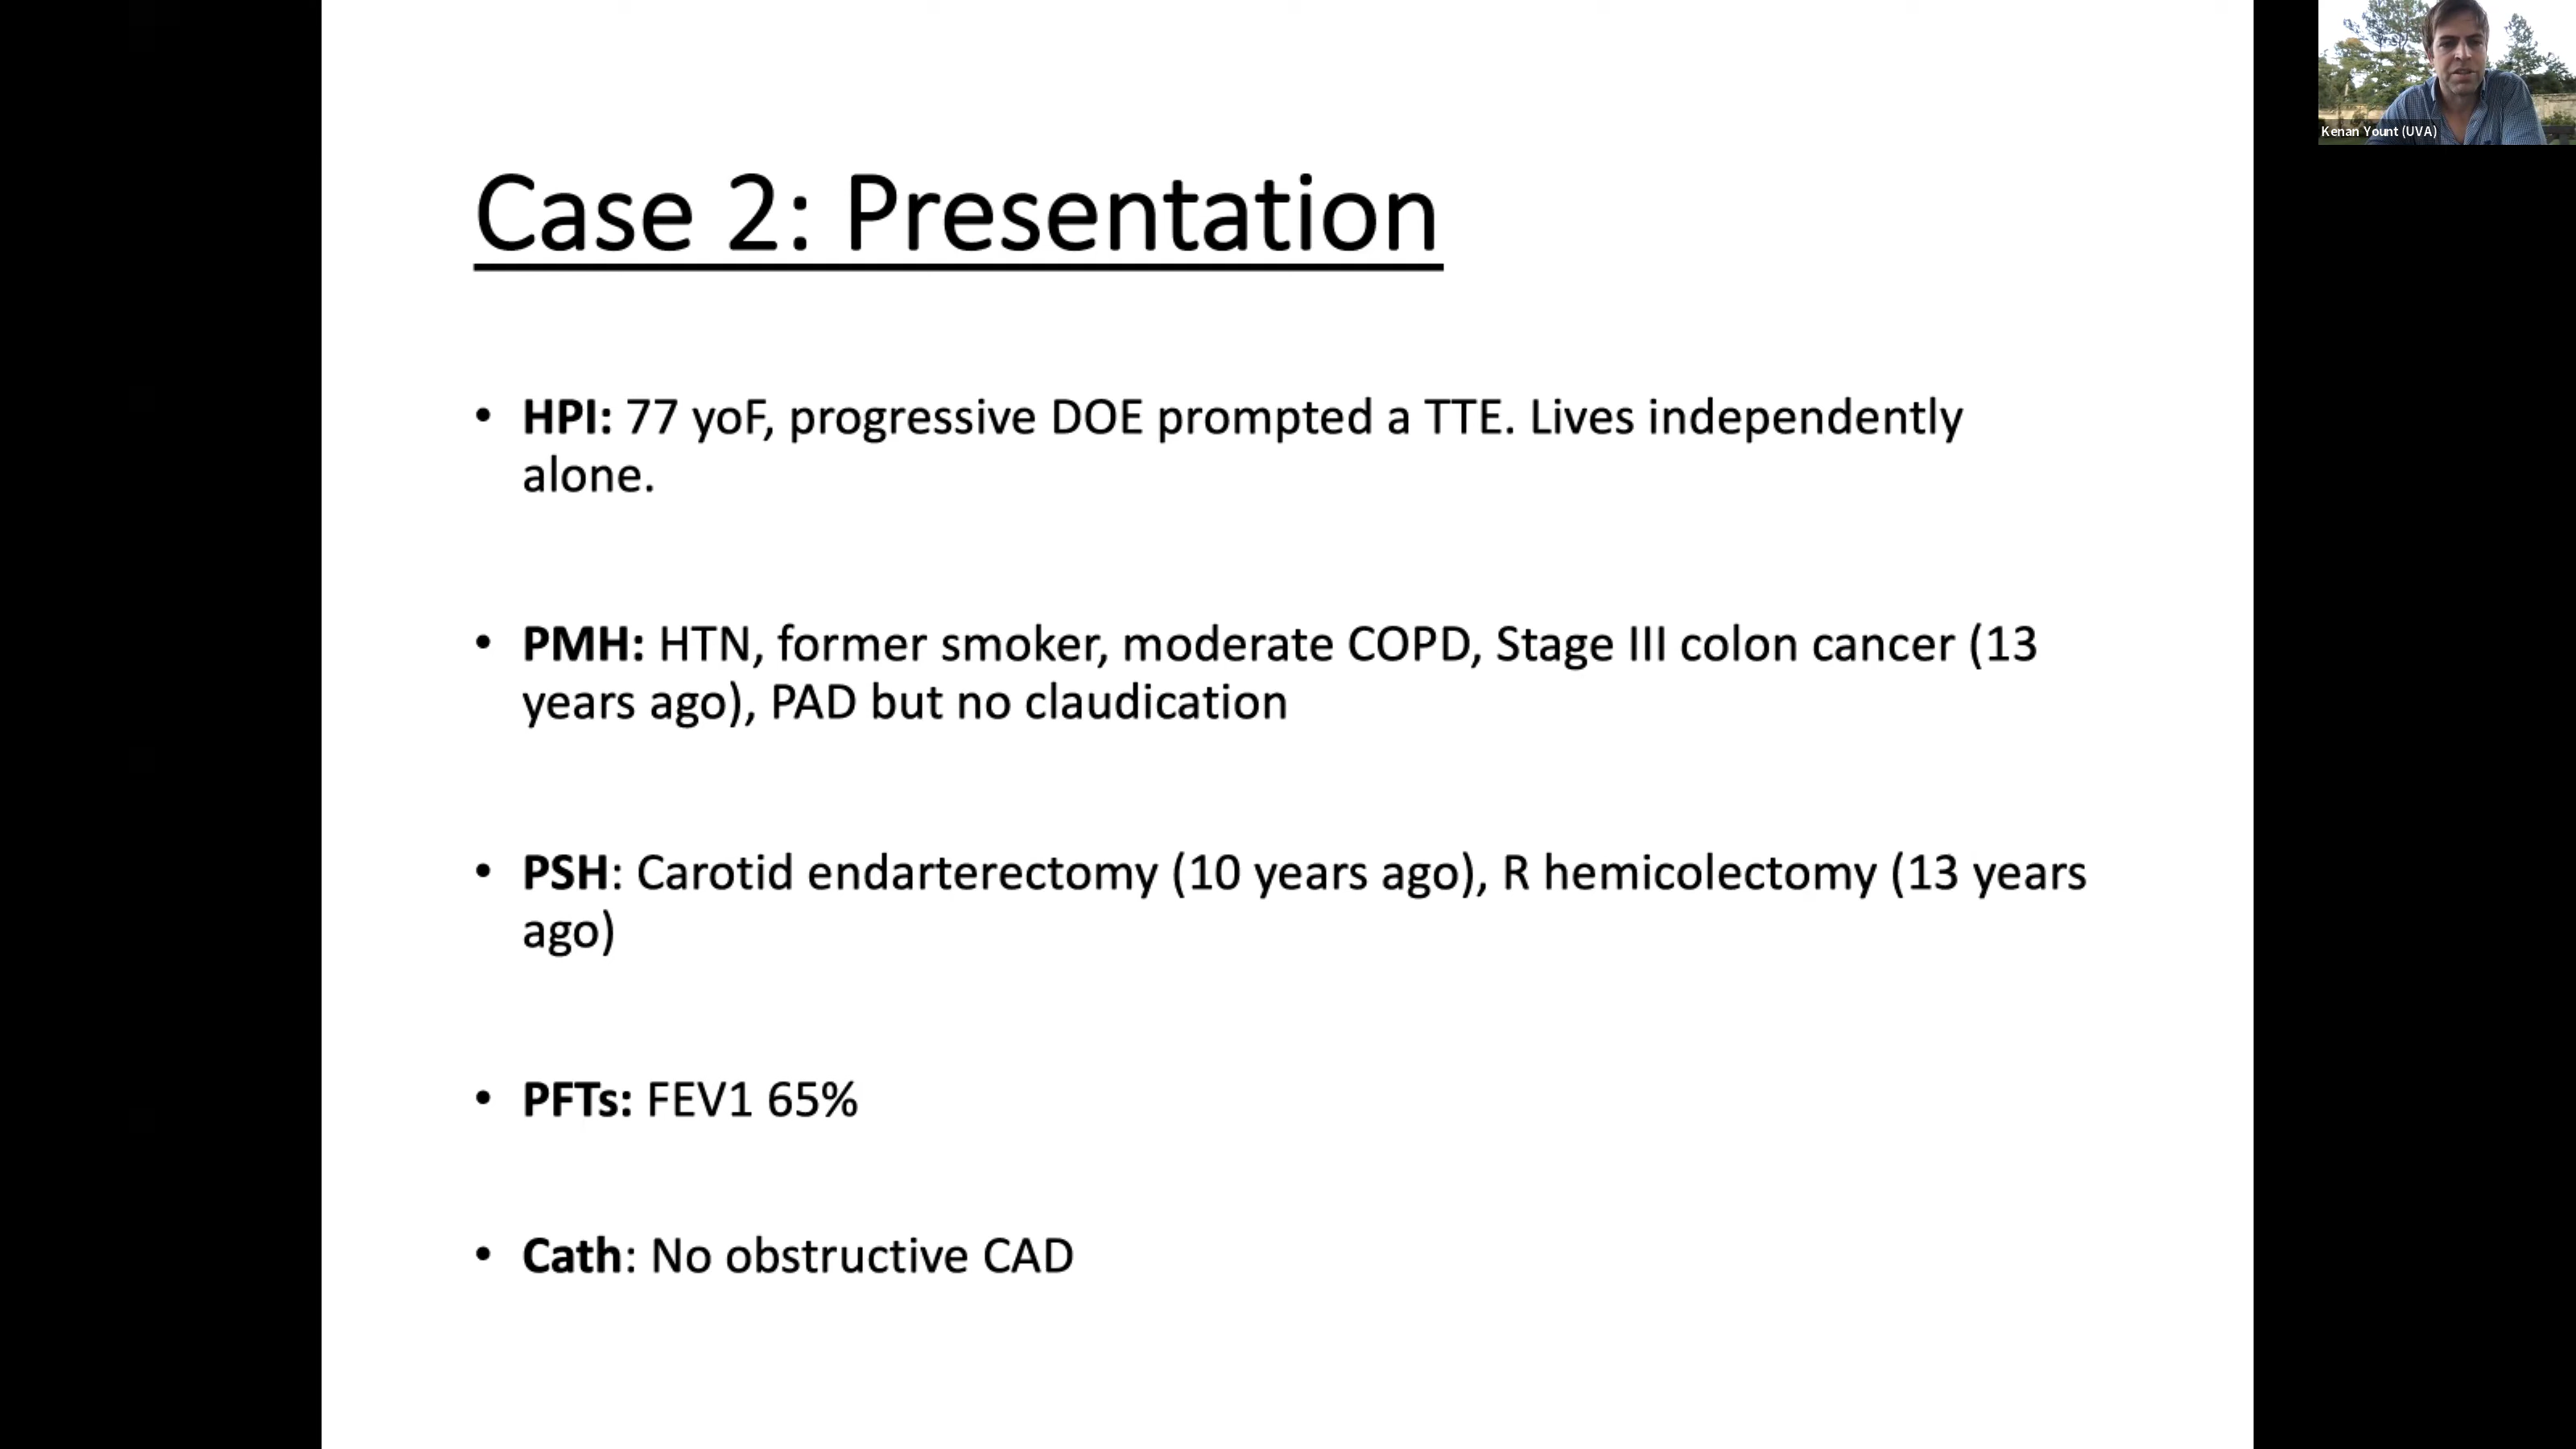 Kenan Yount (UVA)
Case 2: Presentation
• HPI: 77 yoF, progressive DOE prompted a TTE. Lives independently
alone.
• PMH: HTN, former smoker, moderate COPD, Stage III colon cancer (13
years ago), PAD but no claudication
• PSH: Carotid endarterectomy (10 years ago), R hemicolectomy (13 years
ago)
• PFTs: FEV1 65%
• Cath: No obstructive CAD